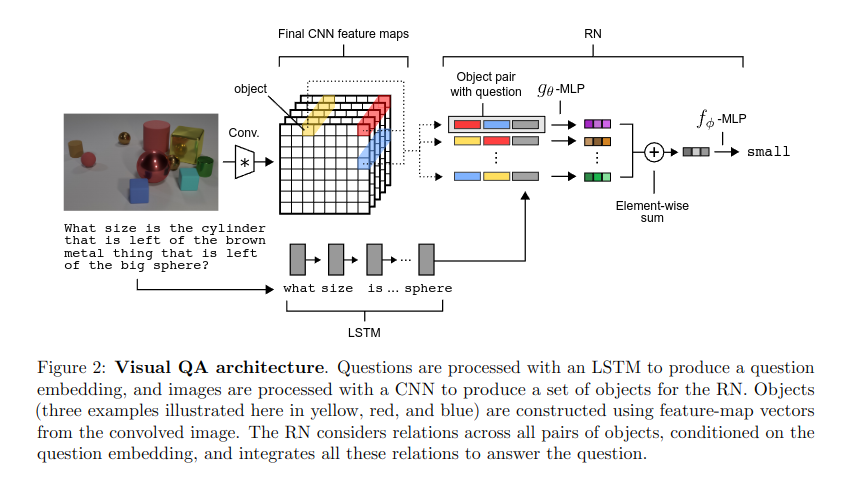 Final CNN feature maps
RN
object
Conv.
*
Object pair
with question
gθ-MLP
...
fϕ-MLP
+
small
Element-wise
sum
What size is the cylinder
that is left of the brown
metal thing that is left
of the big sphere?
...
what size is ... sphere
LSTM
Figure 2: Visual QA architecture. Questions are processed with an LSTM to produce a question
embedding, and images are processed with a CNN to produce a set of objects for the RN. Objects
(three examples illustrated here in yellow, red, and blue) are constructed using feature-map vectors
from the convolved image. The RN considers relations across all pairs of objects, conditioned on the
question embedding, and integrates all these relations to answer the question.